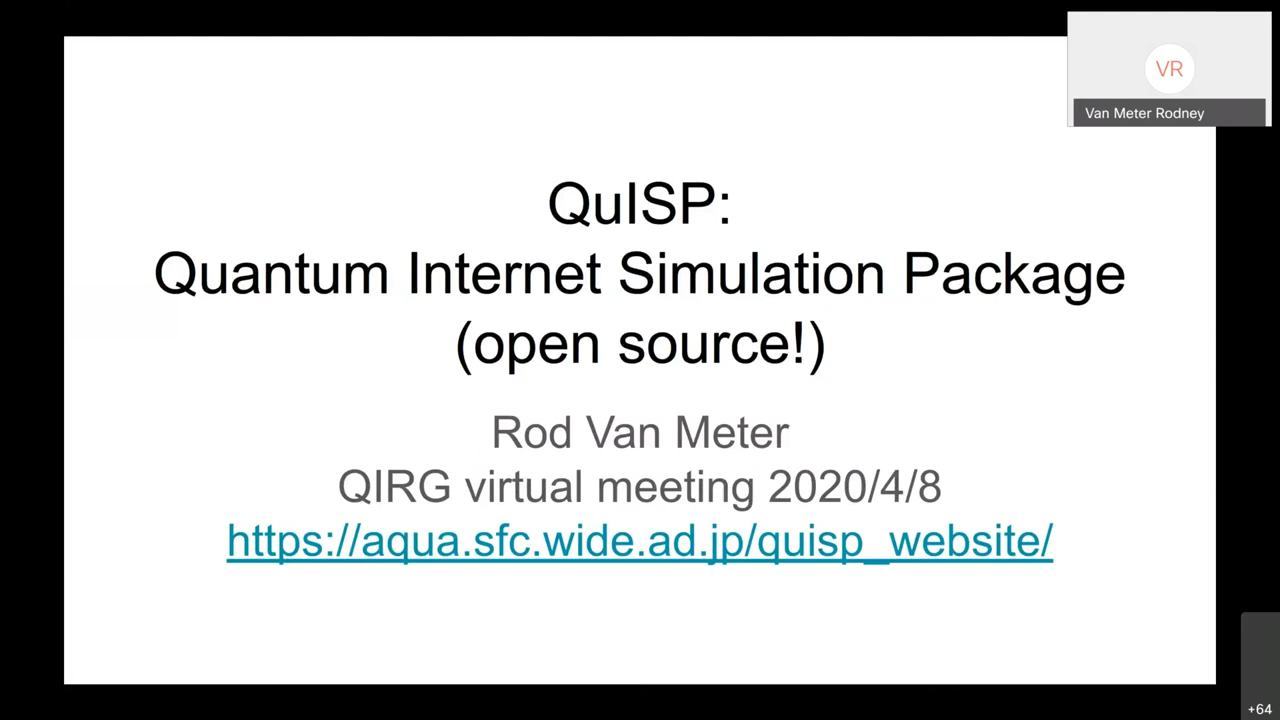 VR
Van Meter Rodney
QuISP:
Quantum Internet Simulation Package
(open source!)
Rod Van Meter
QIRG virtual meeting 2020/4/8
https://aqua.sfc.wide.ad.jp/quisp_website/
+64